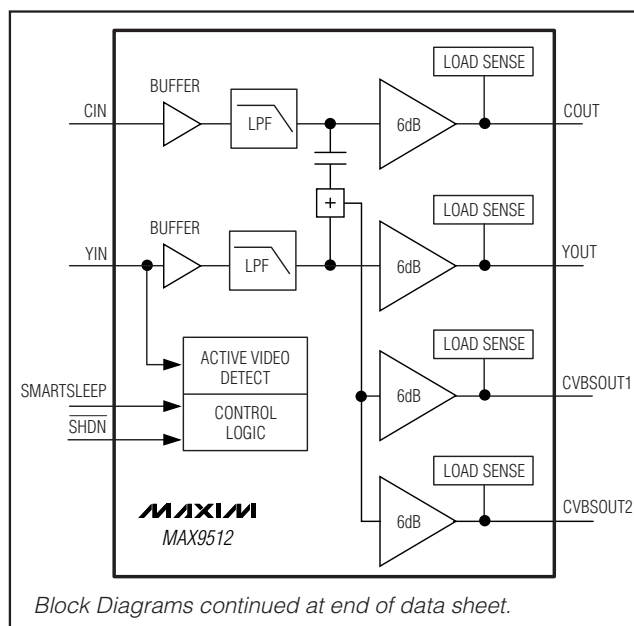 BUFFER
CIN
LPF
6dB
LOAD SENSE
COUT
+
BUFFER
YIN
LPF
6dB
LOAD SENSE
YOUT
ACTIVE VIDEO
DETECT
SMARTSLEEP
CONTROL
LOGIC
SHDN
6dB
LOAD SENSE
CVBSOUT1
6dB
LOAD SENSE
CVBSOUT2
MAXIM
MAX9512
Block Diagrams continued at end of data sheet.